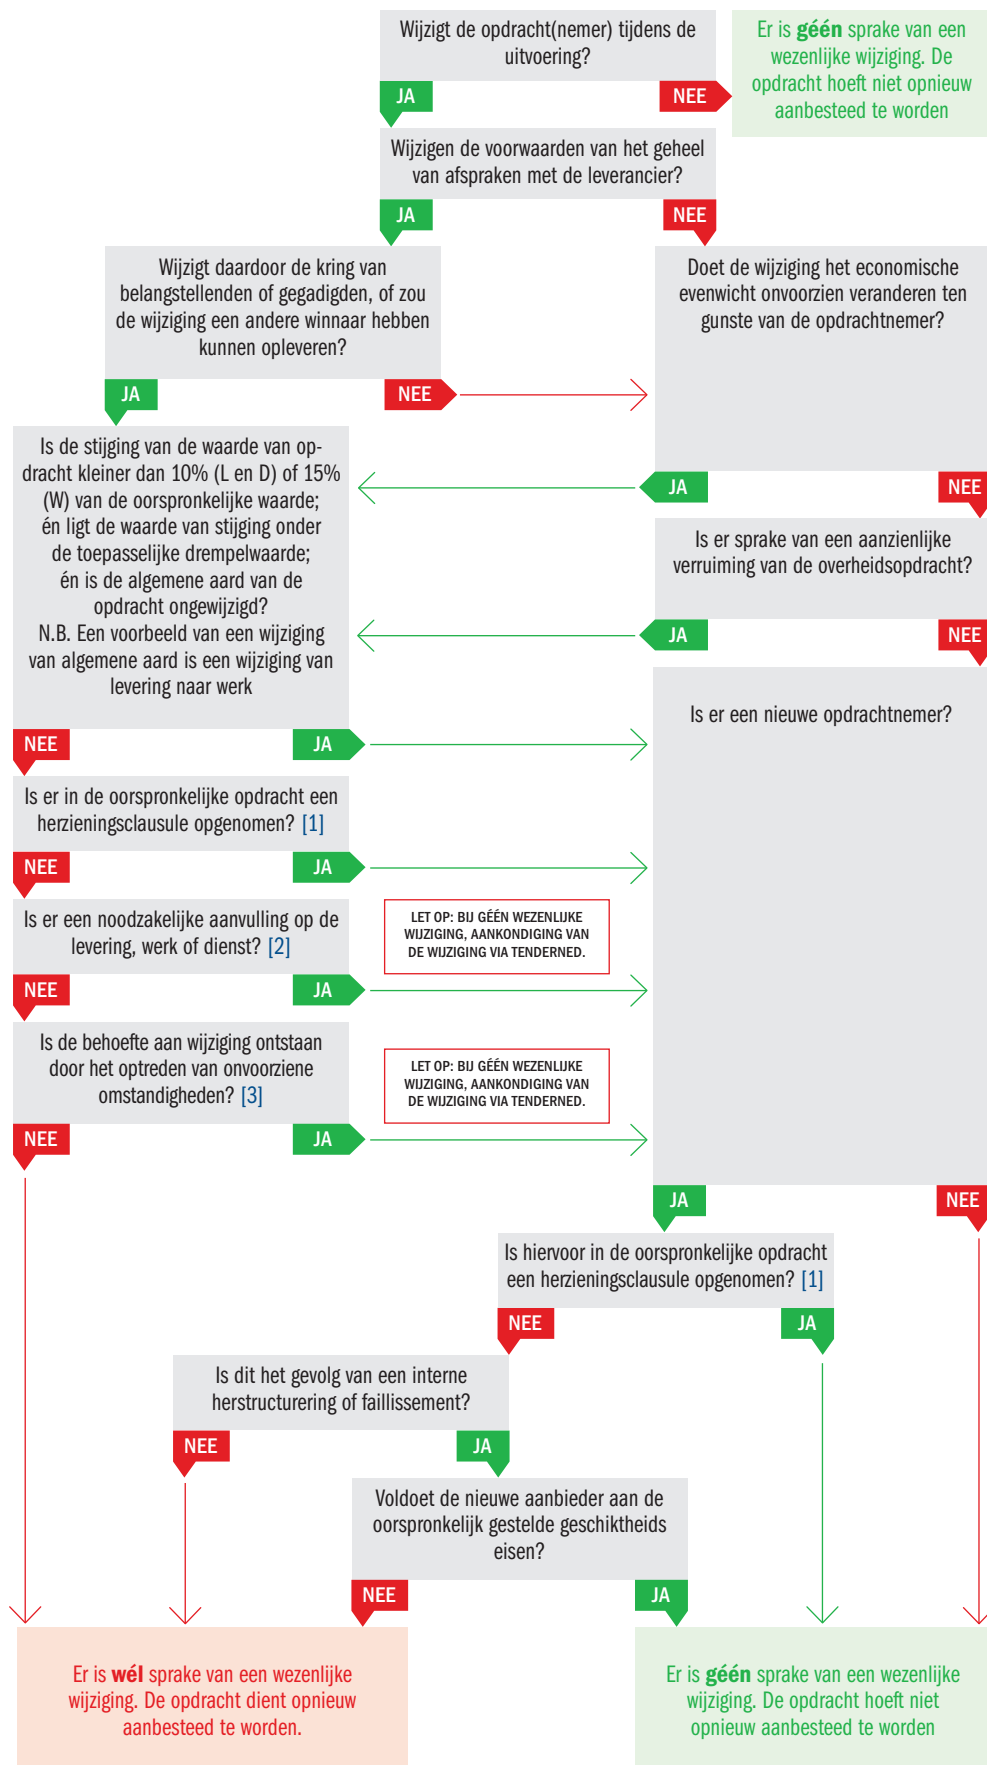 Wijzigt de opdracht(nemer) tijdens de
uitvoering?
JA
NEE
Er is géén sprake van een
wezenlijke wijziging. De
opdracht hoeft niet opnieuw
aanbesteed te worden
Wijzigen de voorwaarden van het geheel
van afspraken met de leverancier?
JA
NEE
Wijzigt daardoor de kring van
belangstellenden of gegadigden, of zou
de wijziging een andere winnaar hebben
kunnen opleveren?
JA
NEE
Doet de wijziging het economische
evenwicht onvoorzien veranderen ten
gunste van de opdrachtnemer?
JA
NEE
Is de stijging van de waarde van op-
dracht kleiner dan 10% (L en D) of 15%
(W) van de oorspronkelijke waarde;
én ligt de waarde van stijging onder
de toepasselijke drempelwaarde;
én is de algemene aard van de
opdracht ongewijzigd?
N.B. Een voorbeeld van een wijziging
van algemene aard is een wijziging van
levering naar werk
NEE
JA
Is er sprake van een aanzienlijke
verruiming van de overheidsopdracht?
JA
NEE
Is er een nieuwe opdrachtnemer?
Is er in de oorspronkelijke opdracht een
herzieningsclausule opgenomen? [1]
NEE
JA
Is er een noodzakelijke aanvulling op de
levering, werk of dienst? [2]
NEE
JA
LET OP: BIJ GÉÉN WEZENLIJKE
WIJZIGING, AANKONDIGING VAN
DE WIJZIGING VIA TENDERNED.
Is de behoefte aan wijziging ontstaan
door het optreden van onvoorziene
omstandigheden? [3]
NEE
JA
LET OP: BIJ GÉÉN WEZENLIJKE
WIJZIGING, AANKONDIGING VAN
DE WIJZIGING VIA TENDERNED.
JA
NEE
Is hiervoor in de oorspronkelijke opdracht
een herzieningsclausule opgenomen? [1]
NEE
JA
Is dit het gevolg van een interne
herstructurering of faillissement?
NEE
JA
Voldoet de nieuwe aanbieder aan de
oorspronkelijk gestelde geschiktheids
eisen?
NEE
JA
Er is wél sprake van een wezenlijke
wijziging. De opdracht dient opnieuw
aanbesteed te worden.
Er is géén sprake van een wezenlijke
wijziging. De opdracht hoeft niet
opnieuw aanbesteed te worden